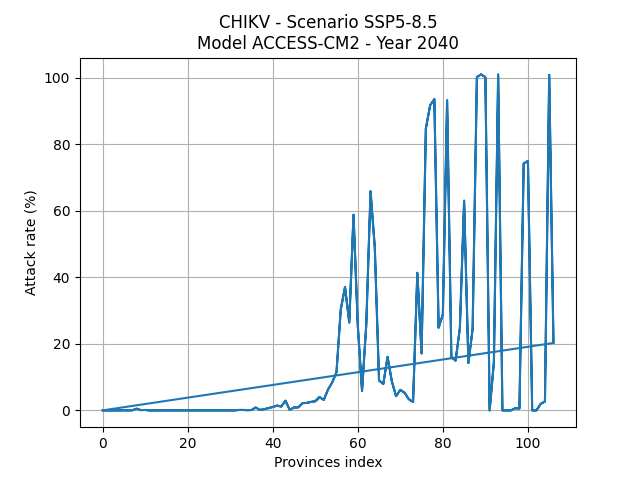 CHIKV - Scenario SSP5-8.5
Model ACCESS-CM2 - Year 2040
100
80
60
40
20
0
Attack rate (%)
0 20 40 60 80 100
Provinces index